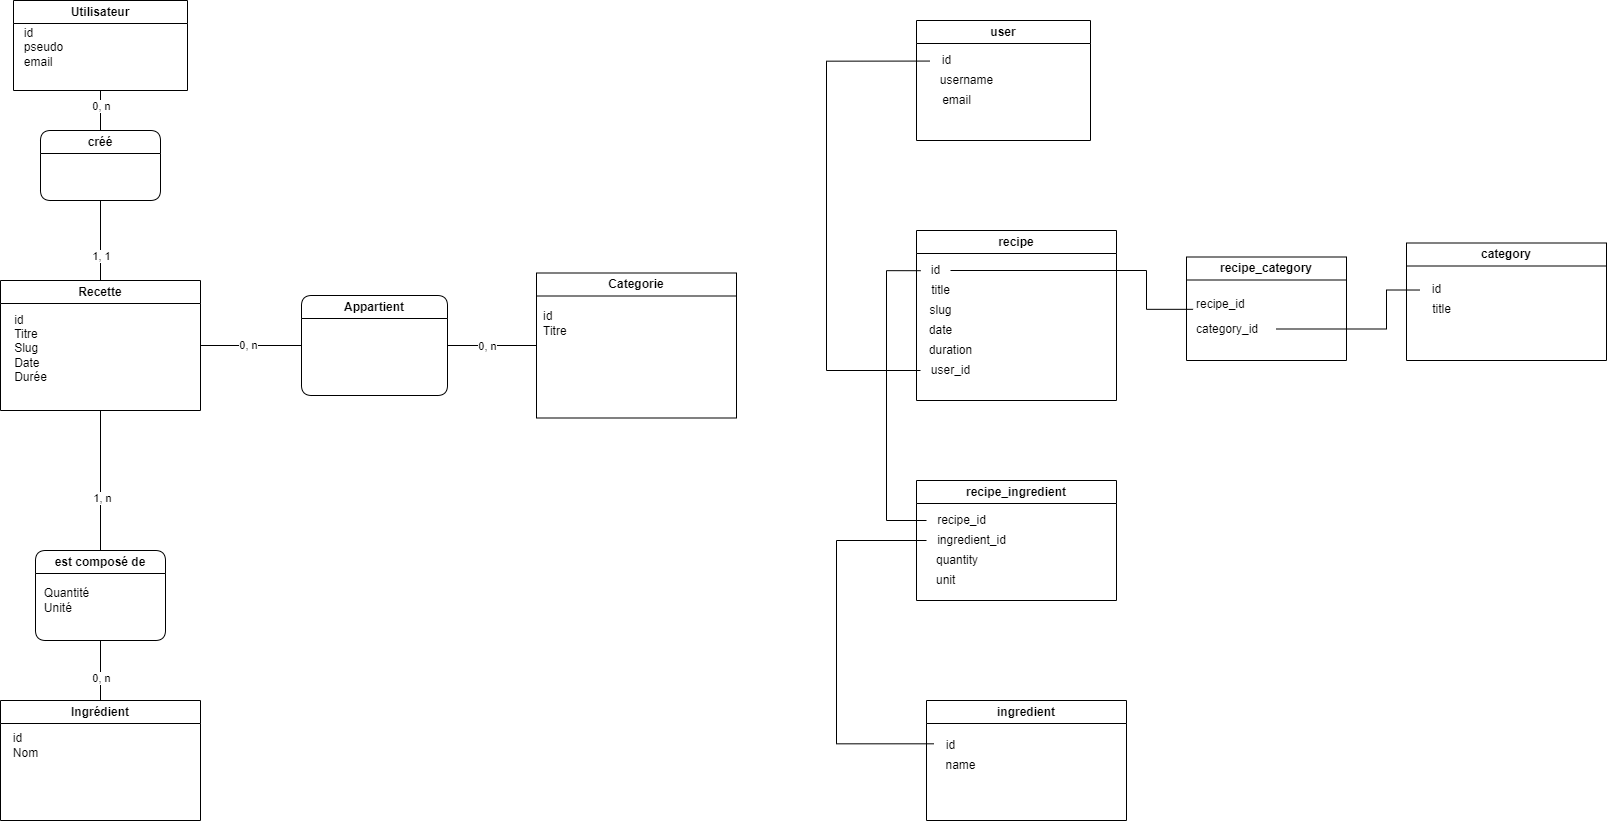 Utilisateur
id
pseudo
email
0, n
créé
1, 1
Recette
id
Titre
Slug
Date
Durée
0, n
Appartient
0, n
Categorie
id
Titre
1, n
est composé de
Quantité
Unité
0, n
Ingrédient
id
Nom
user
id
username
email
recipe
id
title
slug
date
duration
user_id
recipe_category
recipe_id
category_id
category
id
title
recipe_ingredient
recipe_id
ingredient_id
quantity
unit
ingredient
id
name